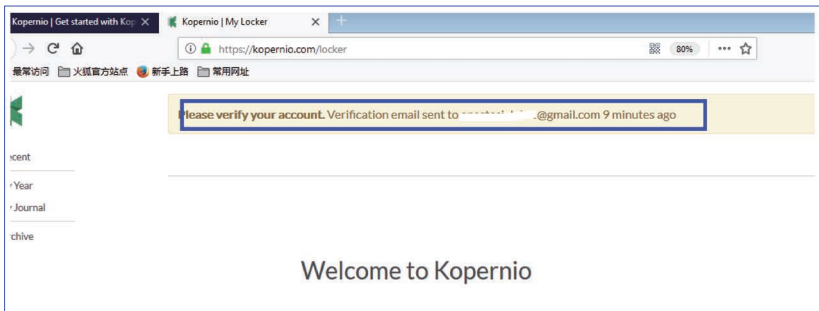 Kopernio | Get started with Kop
Kopernio | My Locker
https://kopernio.com/locker
80%
最常访问 火狐官方站点 新手上路 常用网址
Please verify your account. Verification email sent to @gmail.com 9 minutes ago
ecent
Year
Journal
rchive
Welcome to Kopernio